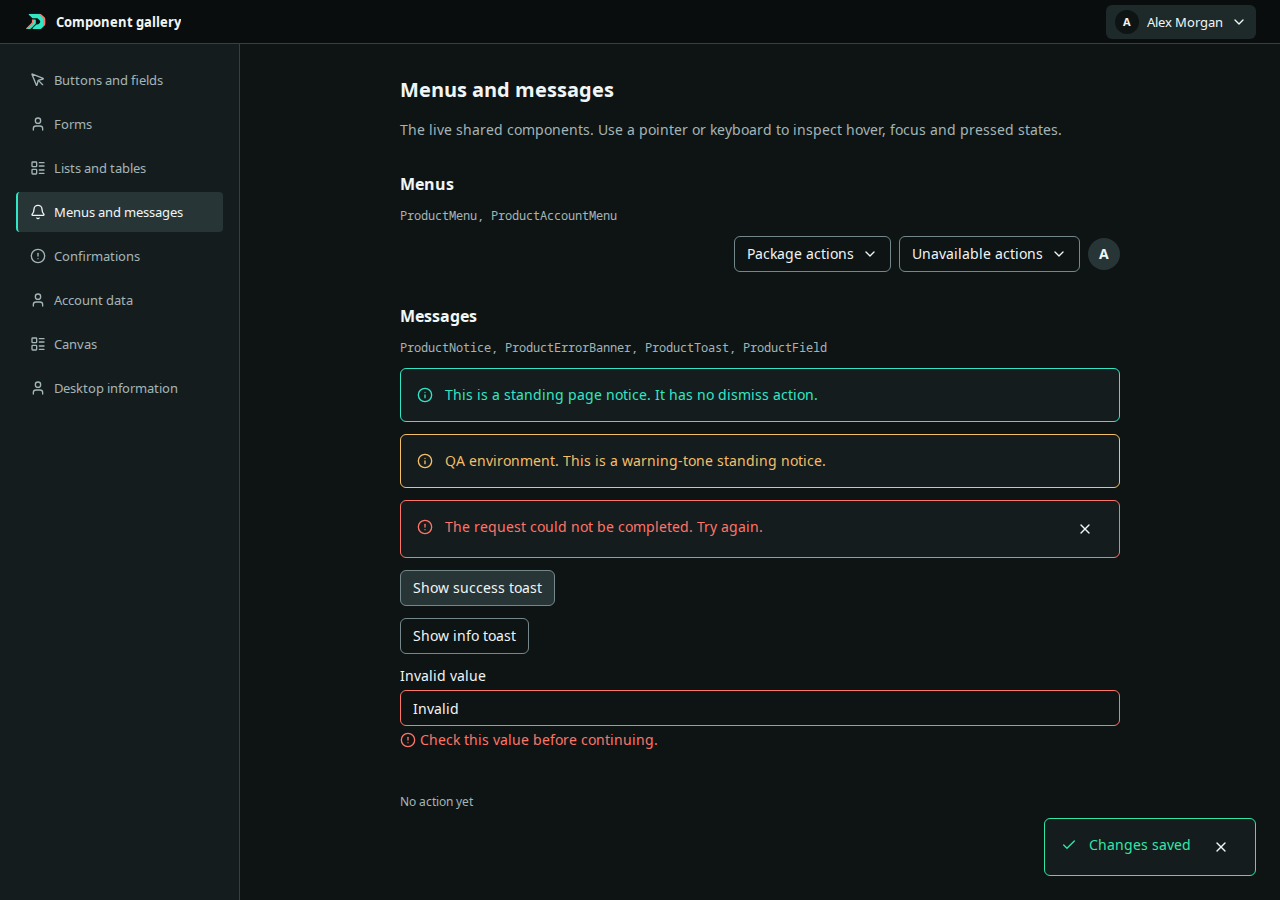 Component gallery
A Alex Morgan
Buttons and fields
Forms
Lists and tables
Menus and messages
Confirmations
Account data
Canvas
Desktop information
Menus and messages
The live shared components. Use a pointer or keyboard to inspect hover, focus and pressed states.
Menus
ProductMenu, ProductAccountMenu
Package actions Unavailable actions A
Messages
ProductNotice, ProductErrorBanner, ProductToast, ProductField
This is a standing page notice. It has no dismiss action.
QA environment. This is a warning-tone standing notice.
The request could not be completed. Try again.
Show success toast
Show info toast
Invalid value
Invalid
Check this value before continuing.
No action yet
Changes saved